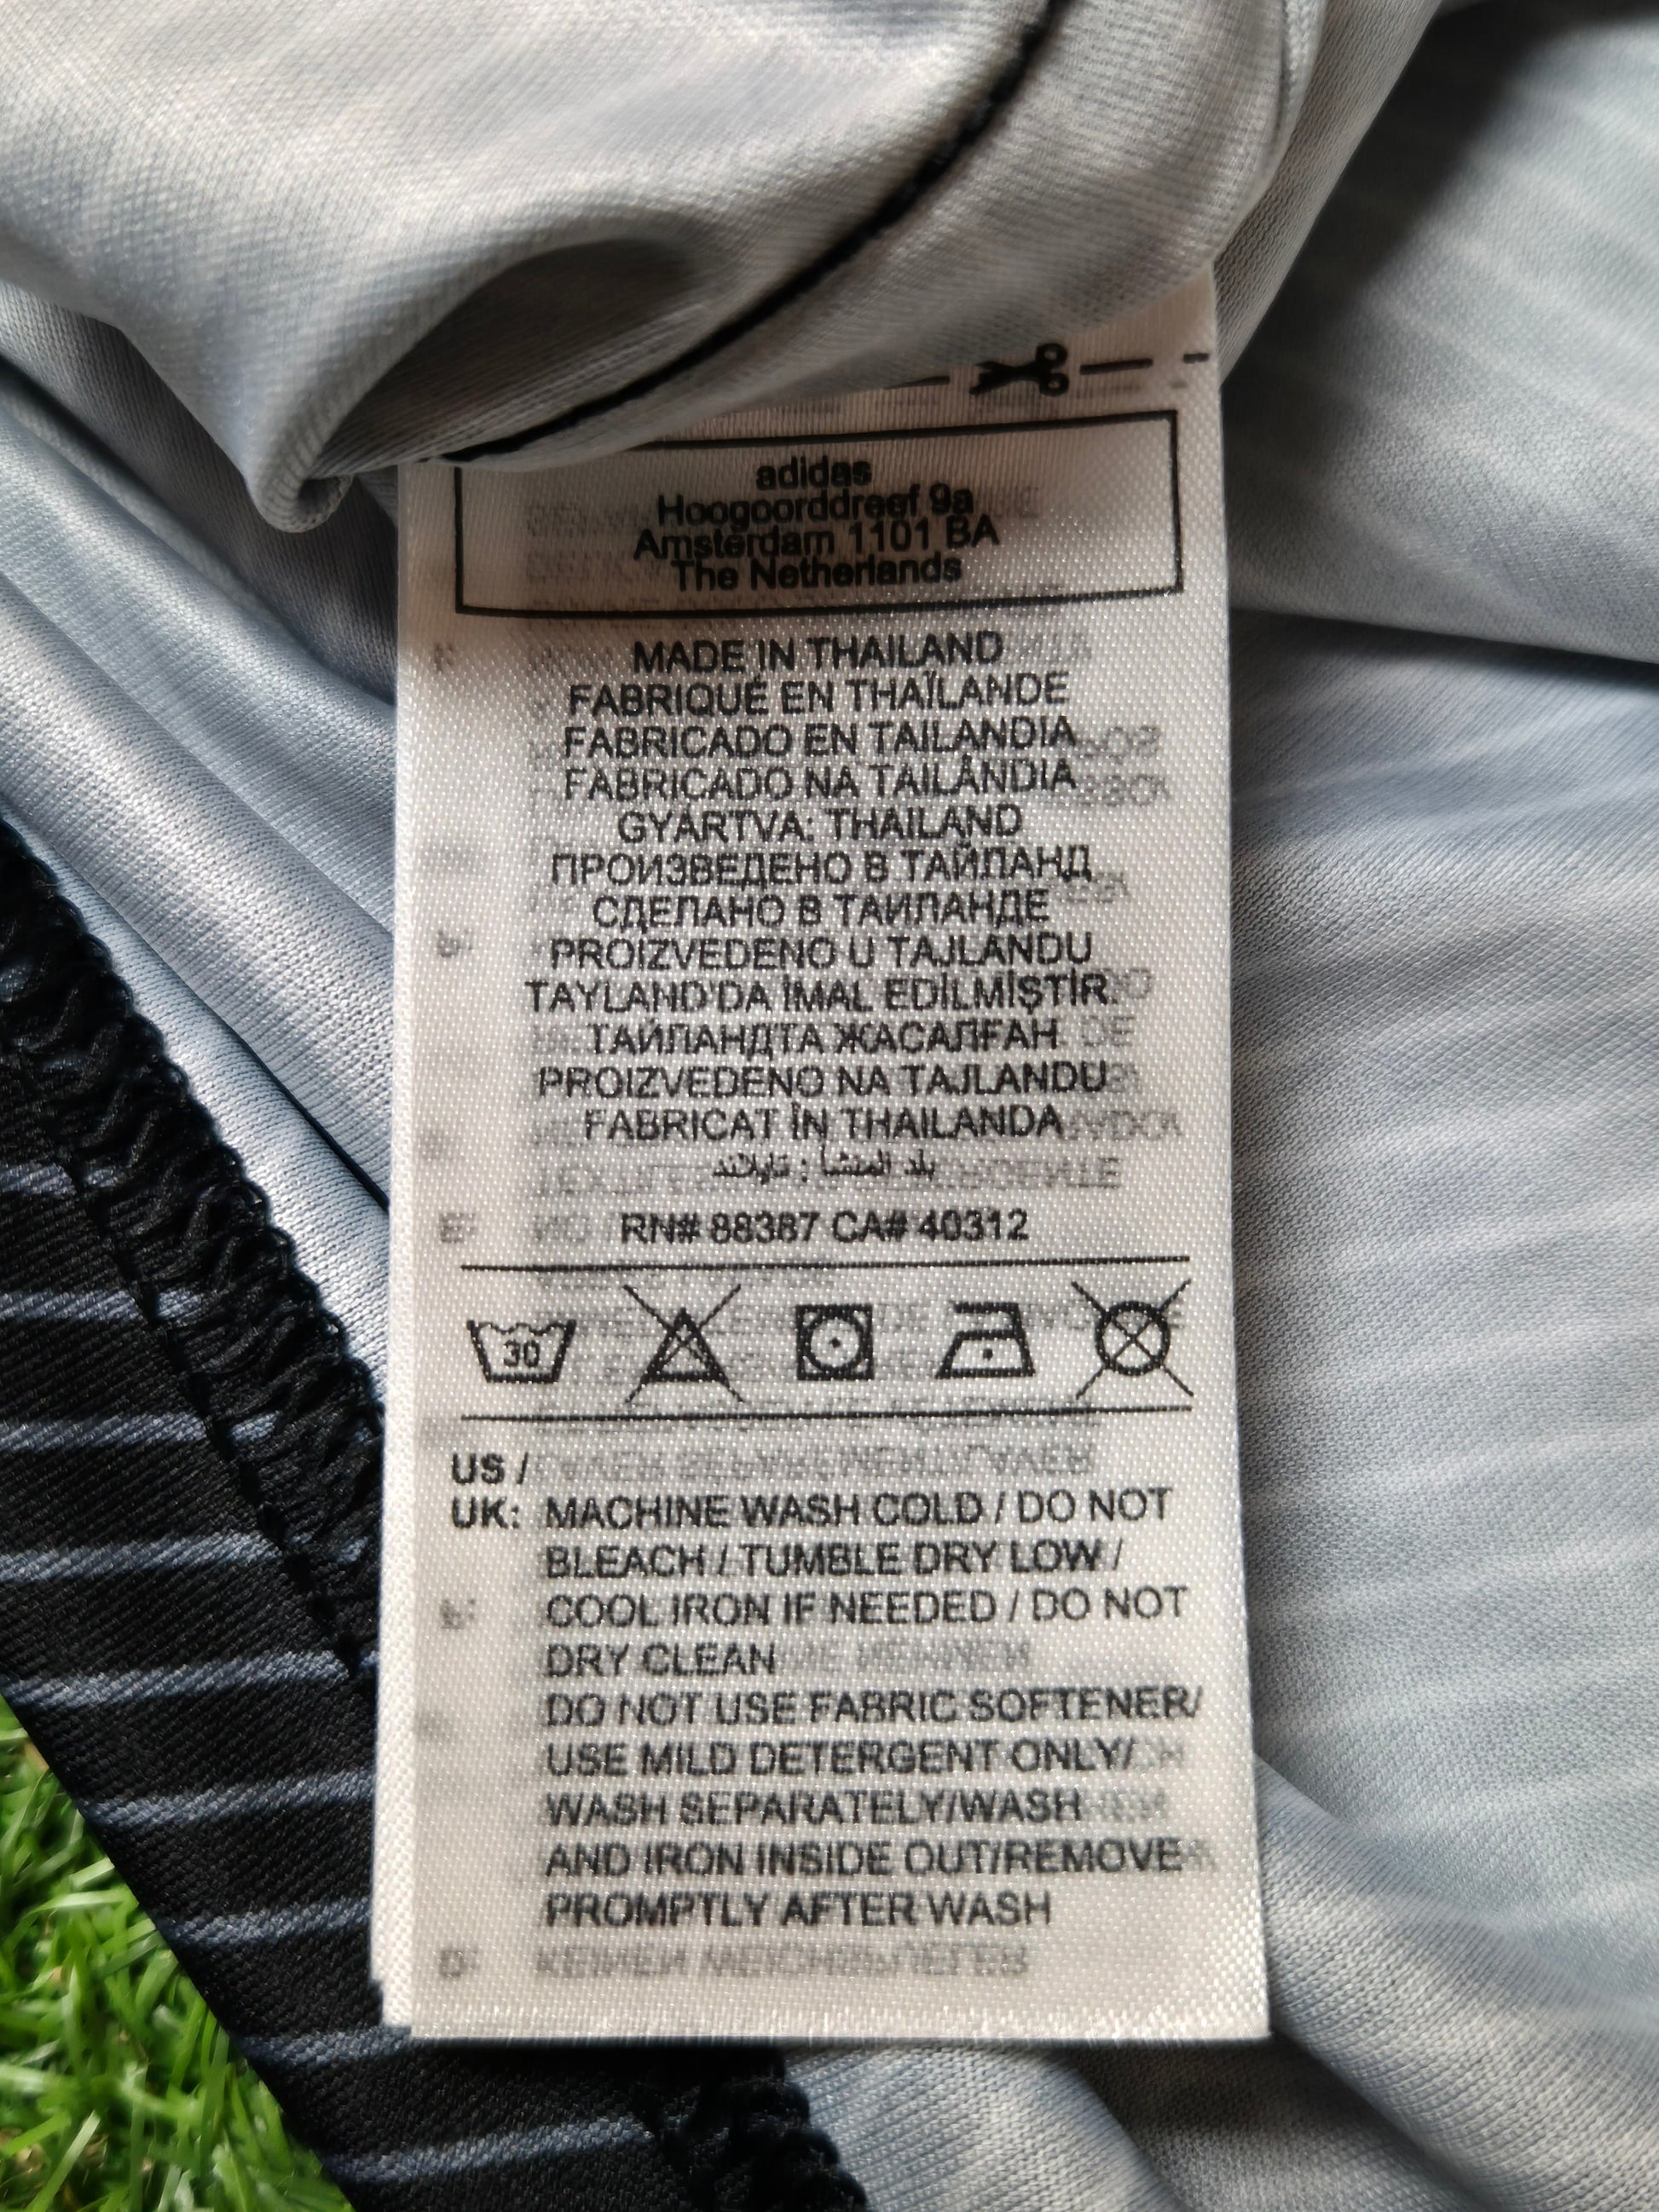 adidas
Hoogoorddreef 9a
Amsterdam 1101 BA
The Netherlands
MADE IN THAILAND
FABRIQUÉ EN THAÏLANDE
FABRICADO EN TAILANDIA
FABRICADO NA TAILÂNDIA
GYÁRTVA: THAILAND
ПРОИЗВЕДЕНО В ТАЙЛАНД
СДЕЛАНО В ТАИЛАНДЕ
PROIZVEDENO U TAJLANDU
TAYLAND'DA İMAL EDİLMİŞTİR.
ТАЙЛАНДТА ЖАСАЛҒАН
PROIZVEDENO NA TAJLANDU
FABRICAT ÎN THAILANDA
بلد المنشأ : تايلاند
RN# 88387 CA# 40312
30
US /
UK: MACHINE WASH COLD / DO NOT
BLEACH / TUMBLE DRY LOW /
COOL IRON IF NEEDED / DO NOT
DRY CLEAN
DO NOT USE FABRIC SOFTENER/
USE MILD DETERGENT ONLY/
WASH SEPARATELY/WASH
AND IRON INSIDE OUT/REMOVE
PROMPTLY AFTER WASH